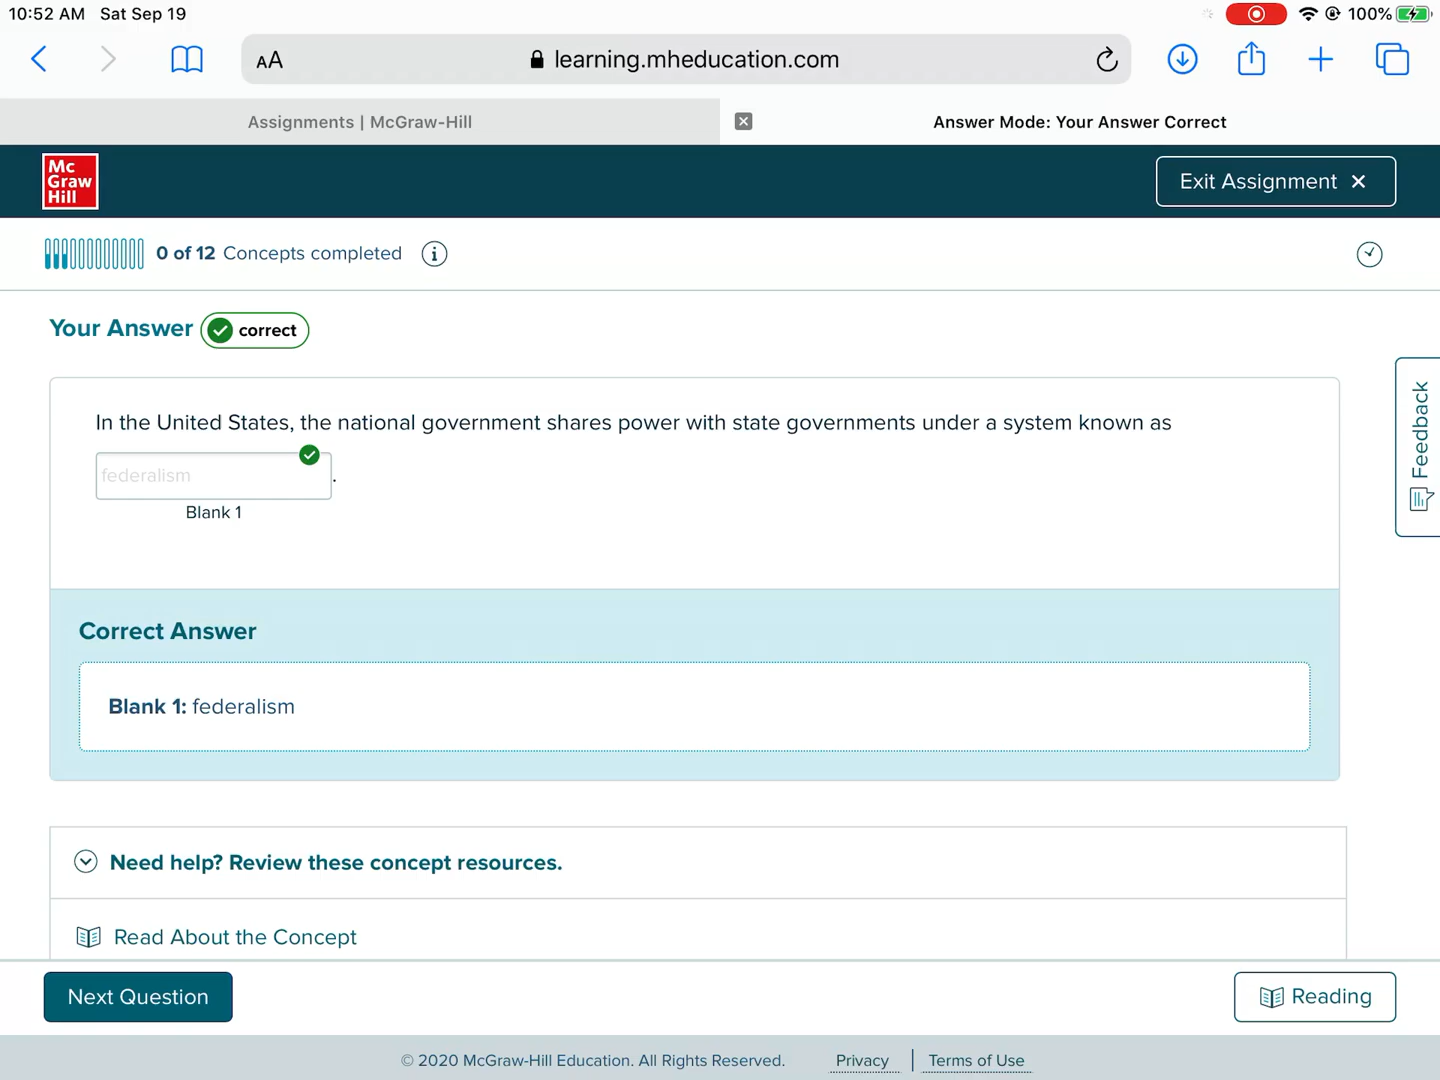 10:52 AM Sat Sep 19
100%
AA
learning.mheducation.com
Assignments | McGraw-Hill
Answer Mode: Your Answer Correct
Mc
Graw
Hill
Exit Assignment ×
0 of 12 Concepts completed
Your Answer
correct
Feedback
In the United States, the national government shares power with state governments under a system known as
federalism .
Blank 1
Correct Answer
Blank 1: federalism
Need help? Review these concept resources.
Read About the Concept
Next Question
Reading
© 2020 McGraw-Hill Education. All Rights Reserved.
Privacy | Terms of Use